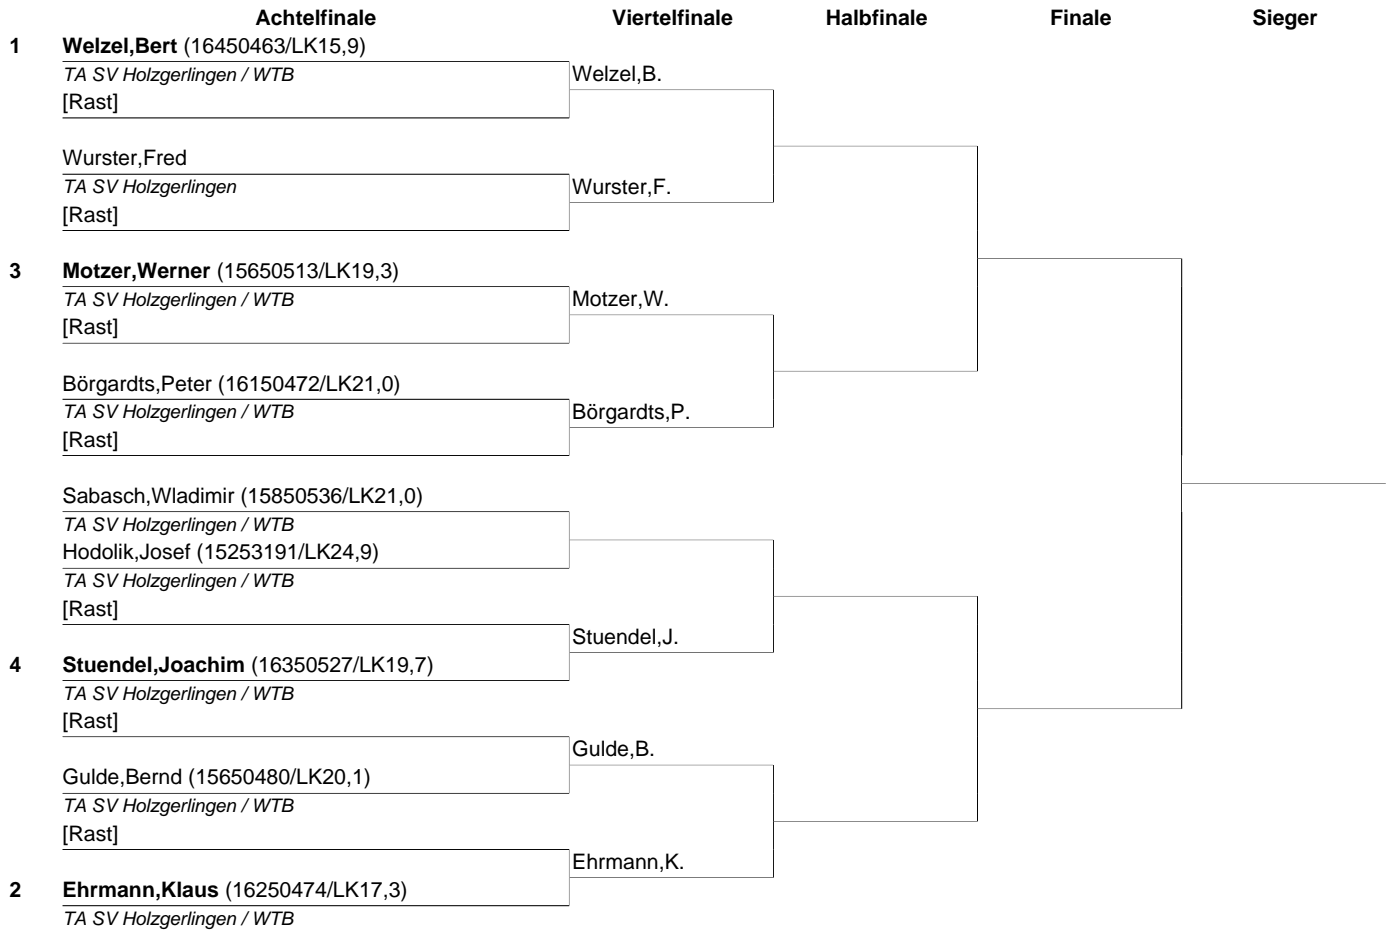 Achtelfinale Viertelfinale Halbfinale Finale Sieger
1 Welzel,Bert (16450463/LK15,9)
TA SV Holzgerlingen / WTB Welzel,B.
[Rast]
Wurster,Fred
TA SV Holzgerlingen Wurster,F.
[Rast]
3 Motzer,Werner (15650513/LK19,3)
TA SV Holzgerlingen / WTB Motzer,W.
[Rast]
Börgardts,Peter (16150472/LK21,0)
TA SV Holzgerlingen / WTB Börgardts,P.
[Rast]
Sabasch,Wladimir (15850536/LK21,0)
TA SV Holzgerlingen / WTB
Hodolik,Josef (15253191/LK24,9)
TA SV Holzgerlingen / WTB
[Rast]
Stuendel,J.
4 Stuendel,Joachim (16350527/LK19,7)
TA SV Holzgerlingen / WTB
[Rast]
Gulde,B.
Gulde,Bernd (15650480/LK20,1)
TA SV Holzgerlingen / WTB
[Rast]
Ehrmann,K.
2 Ehrmann,Klaus (16250474/LK17,3)
TA SV Holzgerlingen / WTB